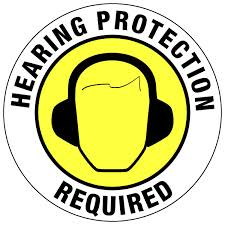 HEARING PROTECTION
REQUIRED